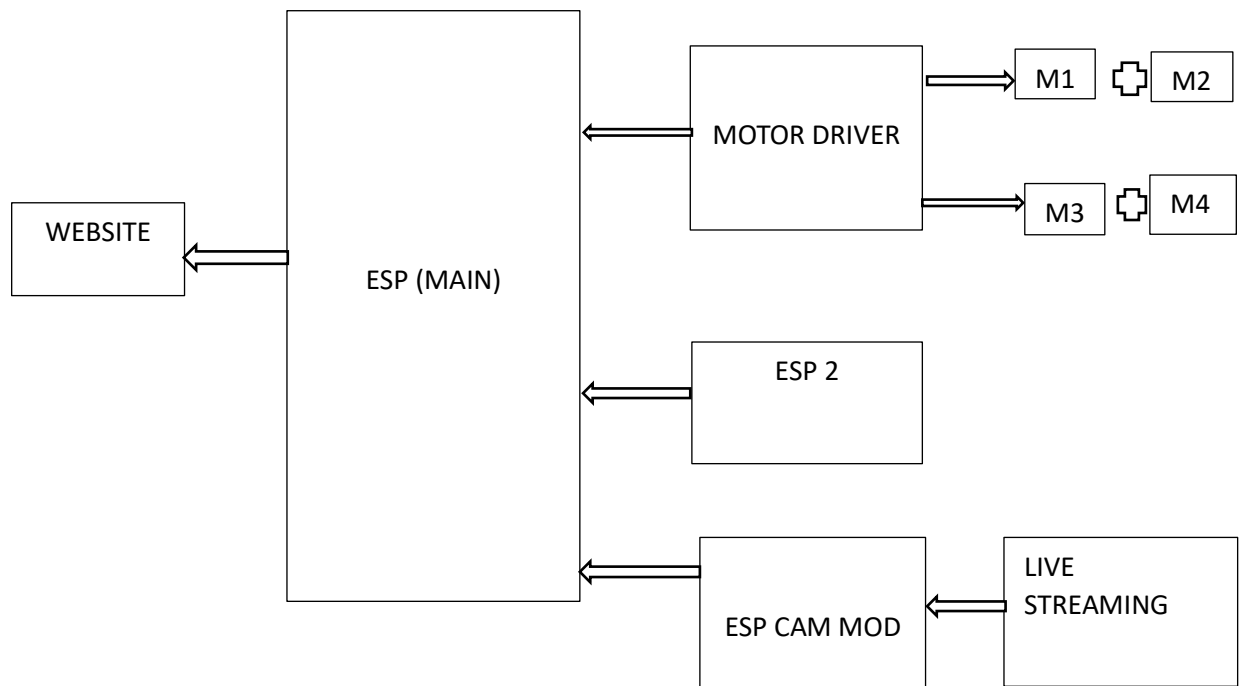 M1
M2
MOTOR DRIVER
M3
M4
WEBSITE
ESP (MAIN)
ESP 2
LIVE
STREAMING
ESP CAM MOD